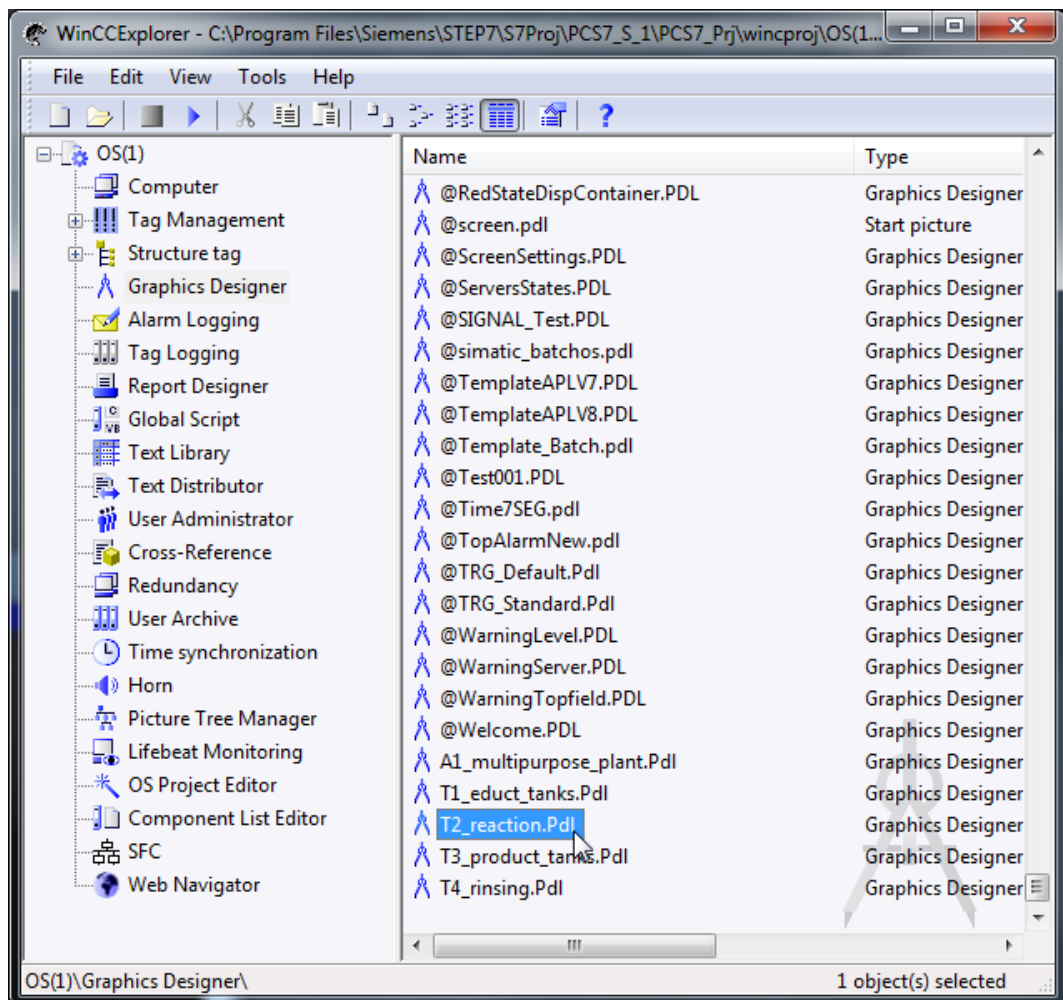 WinCCExplorer - C:\Program Files\Siemens\STEP7\S7Proj\PCS7_S_1\PCS7_Prj\wincproj\OS(1...
File Edit View Tools Help
OS(1)
Computer
Tag Management
Structure tag
Graphics Designer
Alarm Logging
Tag Logging
Report Designer
Global Script
Text Library
Text Distributor
User Administrator
Cross-Reference
Redundancy
User Archive
Time synchronization
Horn
Picture Tree Manager
Lifebeat Monitoring
OS Project Editor
Component List Editor
SFC
Web Navigator
Name Type
@RedStateDispContainer.PDL Graphics Designer
@screen.pdl Start picture
@ScreenSettings.PDL Graphics Designer
@ServersStates.PDL Graphics Designer
@SIGNAL_Test.PDL Graphics Designer
@simatic_batchos.pdl Graphics Designer
@TemplateAPLV7.PDL Graphics Designer
@TemplateAPLV8.PDL Graphics Designer
@Template_Batch.pdl Graphics Designer
@Test001.PDL Graphics Designer
@Time7SEG.pdl Graphics Designer
@TopAlarmNew.pdl Graphics Designer
@TRG_Default.Pdl Graphics Designer
@TRG_Standard.Pdl Graphics Designer
@WarningLevel.PDL Graphics Designer
@WarningServer.PDL Graphics Designer
@WarningTopfield.PDL Graphics Designer
@Welcome.PDL Graphics Designer
A1_multipurpose_plant.Pdl Graphics Designer
T1_educt_tanks.Pdl Graphics Designer
T2_reaction.Pdl Graphics Designer
T3_product_tanks.Pdl Graphics Designer
T4_rinsing.Pdl Graphics Designer
OS(1)\Graphics Designer\ 1 object(s) selected